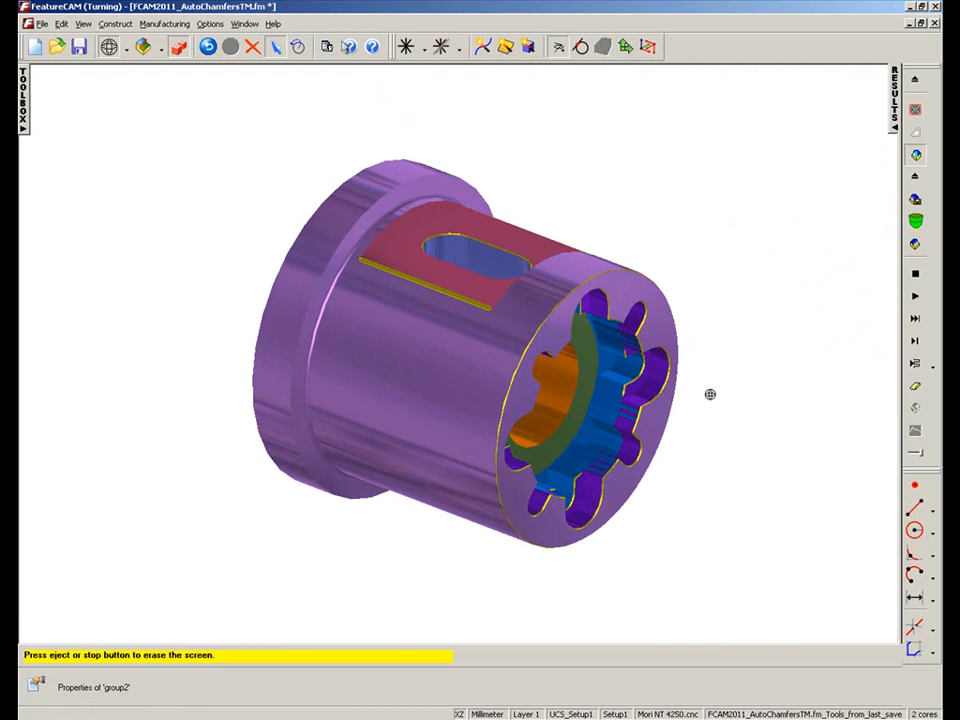 FeatureCAM (Turning) - [FCAM2011_AutoChamfersTM.fm *]
File Edit View Construct Manufacturing Options Window Help
TOOLBOX
RESULTS
Press eject or stop button to erase the screen.
Properties of 'group2'
XZ Millimeter Layer 1 UCS_Setup1 Setup1 Mori NT 4250.cnc FCAM2011_AutoChamfersTM.fm_Tools_from_last_save 2 cores